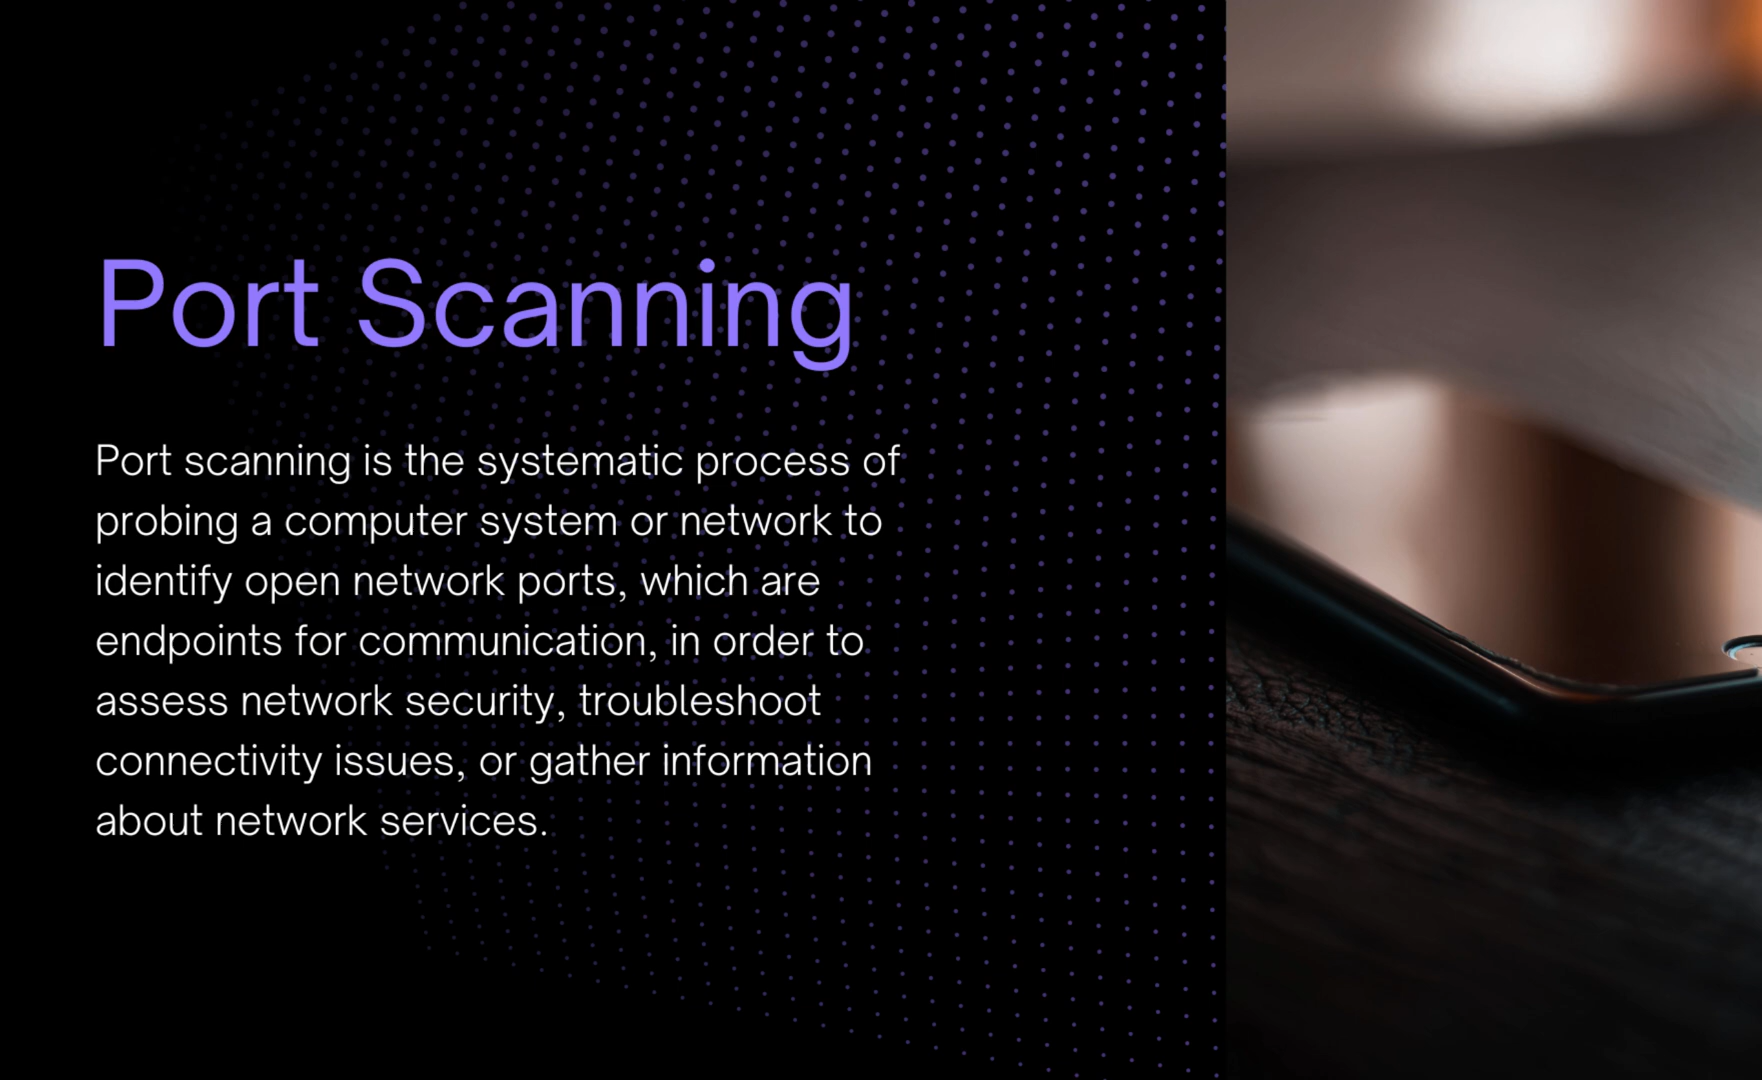 Port Scanning
Port scanning is the systematic process of
probing a computer system or network to
identify open network ports, which are
endpoints for communication, in order to
assess network security, troubleshoot
connectivity issues, or gather information
about network services.